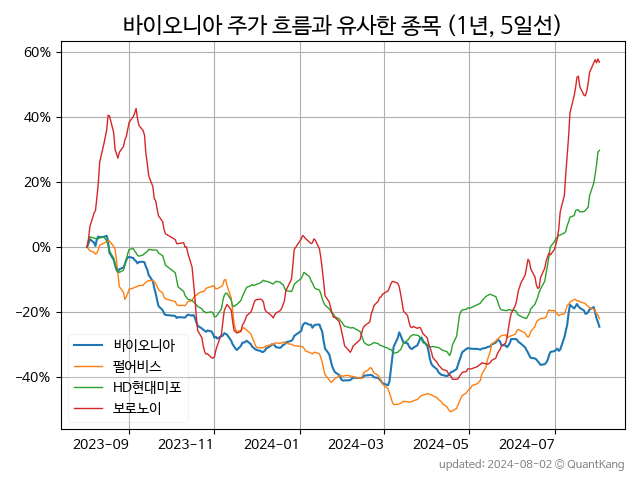 바이오니아 주가 흐름과 유사한 종목 (1년, 5일선)
60%
40%
20%
0%
−20%
−40%
바이오니아
펄어비스
HD현대미포
보로노이
2023-09 2023-11 2024-01 2024-03 2024-05 2024-07
updated: 2024-08-02 © QuantKang